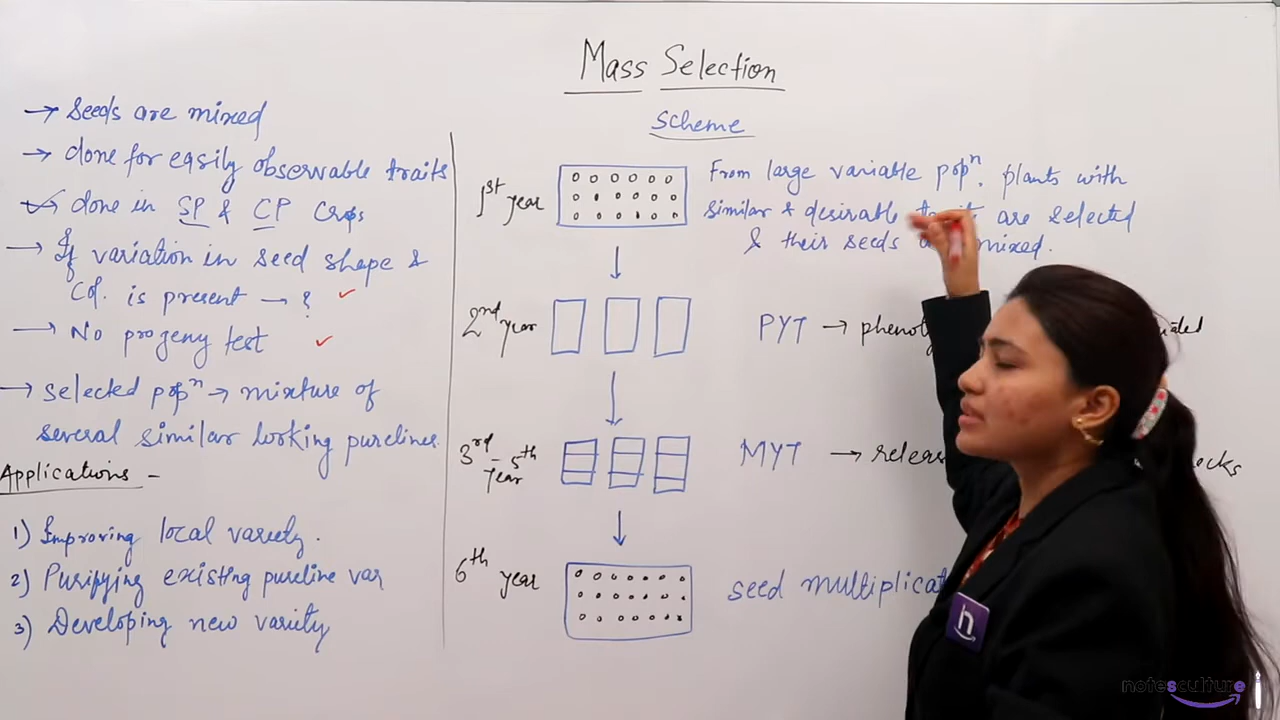 Mass Selection
Scheme
→ Seeds are mixed
→ done for easily observable traits
→ done in SP & CP Crops
→ If variation in seed shape &
Col. is present → ? ✓
→ No progeny test ✓
→ selected popⁿ → mixture of
several similar looking purelines.
Applications -
1) Improving local variety.
2) Purifying existing pureline var
3) Developing new variety
1st year
From large variable popⁿ. plants with
similar & desirable are selected
& their seeds mixed.
2nd year
PYT →
3rd - 5th
year
MYT →
6th year
seed
notesculture